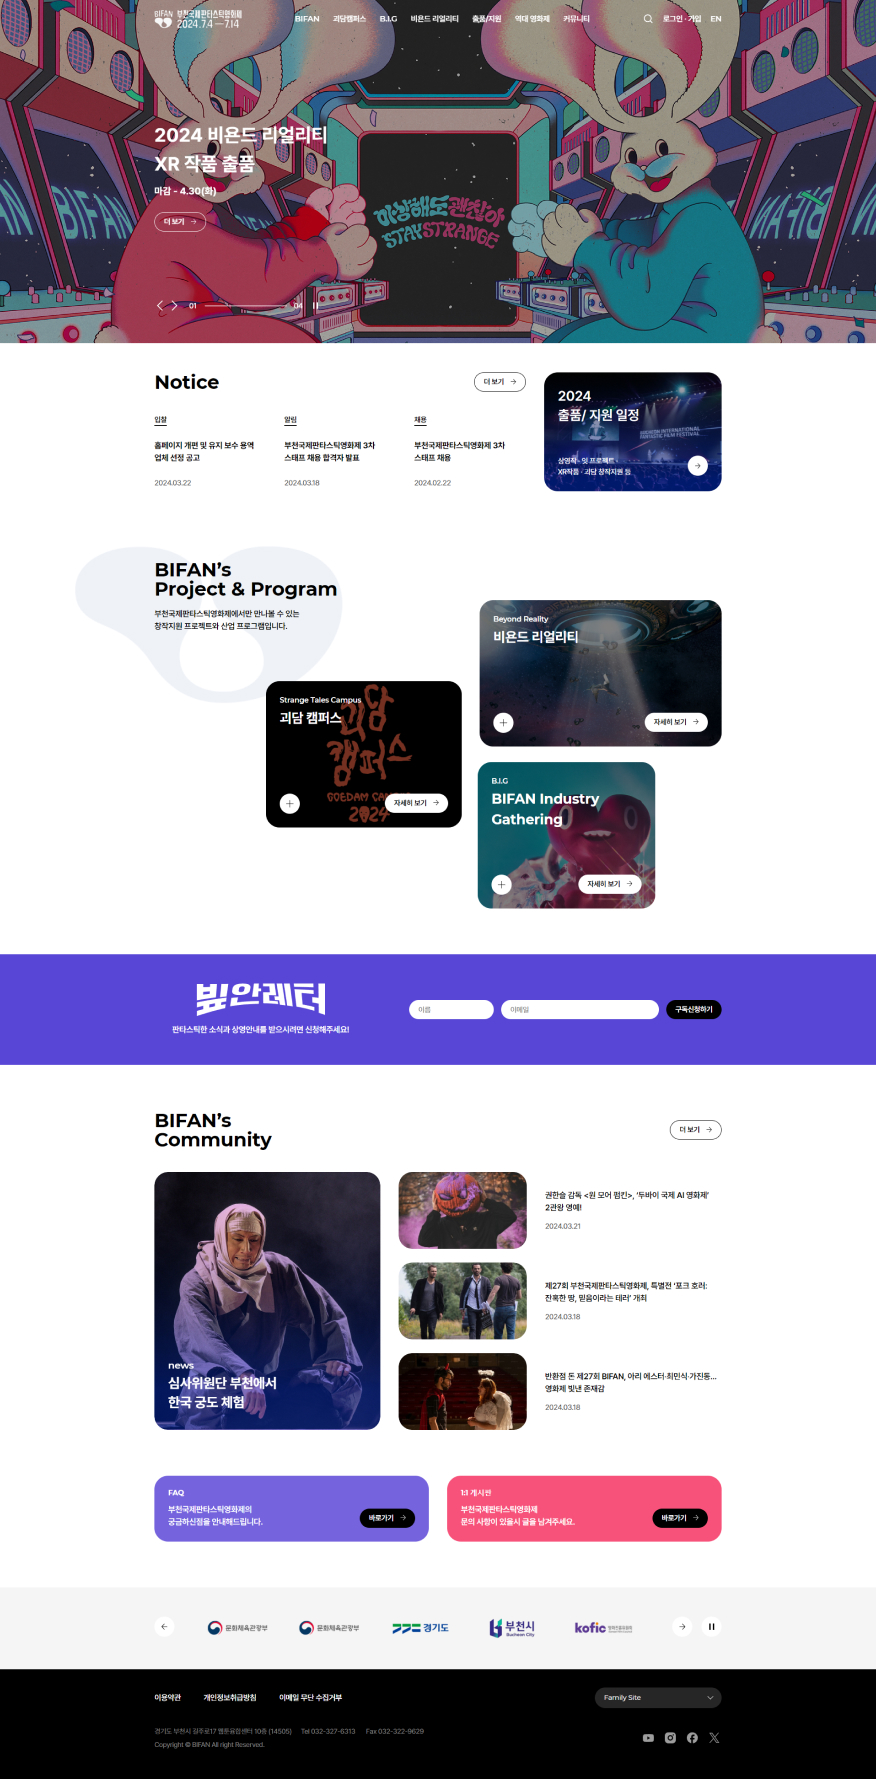 BIFAN 부천국제판타스틱영화제
2024.7.4 — 7.14
BIFAN 괴담캠퍼스 B.I.G 비욘드 리얼리티 출품/지원 역대 영화제 커뮤니티
로그인 · 가입 EN
2024 비욘드 리얼리티
XR 작품 출품
마감 - 4.30(화)
더 보기
이상해도 괜찮아
STAY STRANGE
BIFAN
BIFAN
01 04
Notice
더 보기
입찰
홈페이지 개편 및 유지 보수 용역
업체 선정 공고
2024.03.22
알림
부천국제판타스틱영화제 3차
스태프 채용 합격자 발표
2024.03.18
채용
부천국제판타스틱영화제 3차
스태프 채용
2024.02.22
2024
출품/ 지원 일정
BUCHEON INTERNATIONAL
FANTASTIC FILM FESTIVAL
상영작 · 잇 프로젝트 ·
XR작품 · 괴담 창작지원 등
BIFAN’s
Project & Program
부천국제판타스틱영화제에서만 만나볼 수 있는
창작지원 프로젝트와 산업 프로그램입니다.
Beyond Reality
비욘드 리얼리티
자세히 보기
Strange Tales Campus
괴담 캠퍼스
괴담
캠퍼스
GOEDAM CA
2024
자세히 보기
B.I.G
BIFAN Industry
Gathering
자세히 보기
빞안레터
판타스틱한 소식과 상영안내를 받으시려면 신청해주세요!
이름
이메일
구독신청하기
BIFAN’s
Community
더 보기
news
심사위원단 부천에서
한국 궁도 체험
권한슬 감독 <원 모어 펌킨>, ‘두바이 국제 AI 영화제’
2관왕 영예!
2024.03.21
제27회 부천국제판타스틱영화제, 특별전 ‘포크 호러:
잔혹한 땅, 믿음이라는 테러’ 개최
2024.03.18
반환점 돈 제27회 BIFAN, 아리 에스터·최민식·가진동...
영화제 빛낸 존재감
2024.03.18
FAQ
부천국제판타스틱영화제의
궁금하신점을 안내해드립니다.
바로가기
1:1 게시판
부천국제판타스틱영화제
문의 사항이 있을시 글을 남겨주세요.
바로가기
문화체육관광부
문화체육관광부
경기도
부천시
Bucheon City
kofic
이용약관 개인정보취급방침 이메일 무단 수집거부
Family Site
경기도 부천시 길주로17 웹툰융합센터 10층 (14505) Tel 032-327-6313 Fax 032-322-9629
Copyright © BIFAN All right Reserved.